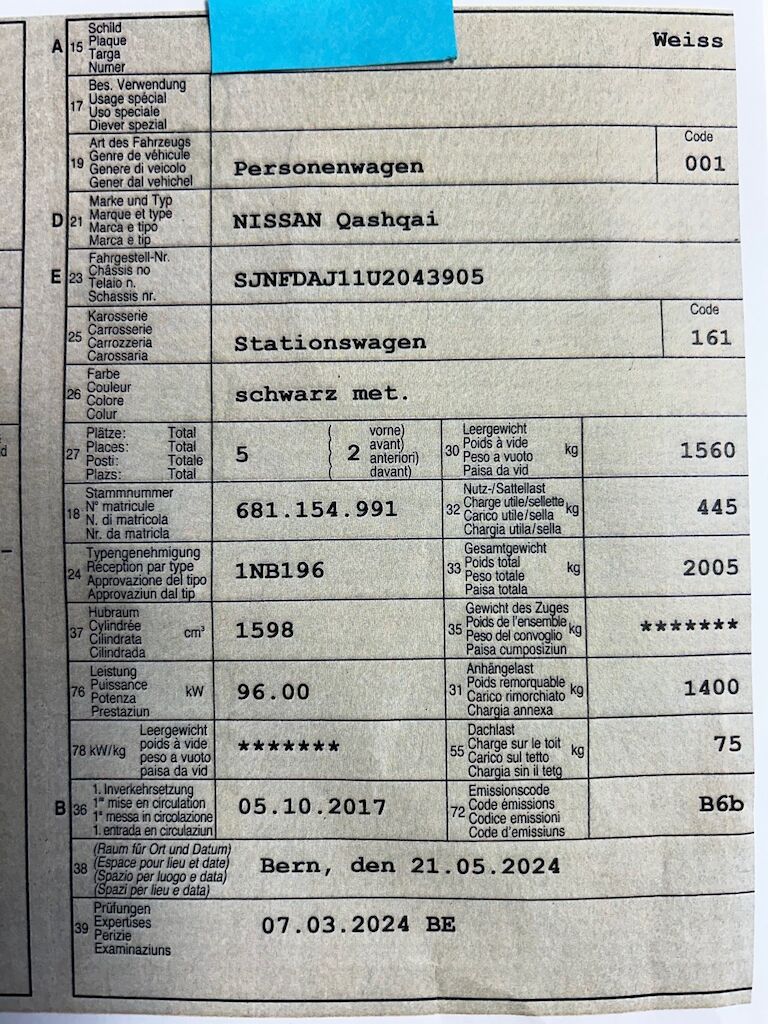 A 15 Schild
Plaque
Targa
Numer
Weiss
17 Bes. Verwendung
Usage spécial
Uso speciale
Diever spezial
19 Art des Fahrzeugs
Genre de véhicule
Genere di veicolo
Gener dal vehichel
Personenwagen
Code
001
D 21 Marke und Typ
Marque et type
Marca e tipo
Marca e tip
NISSAN Qashqai
E 23 Fahrgestell-Nr.
Châssis no
Telaio n.
Schassis nr.
SJNFDAJ11U2043905
25 Karosserie
Carrosserie
Carrozzeria
Carossaria
Stationswagen
Code
161
26 Farbe
Couleur
Colore
Colur
schwarz met.
27 Plätze: Total
Places: Total
Posti: Totale
Plazs: Total
5
( 2 vorne)
avant)
anteriori)
davant)
30 Leergewicht
Poids à vide
Peso a vuoto
Paisa da vid
kg
1560
18 Stammnummer
N° matricule
N. di matricola
Nr. da matricla
681.154.991
32 Nutz-/Sattellast
Charge utile/sellette
Carico utile/sella
Chargia utila/sella
kg
445
24 Typengenehmigung
Réception par type
Approvazione del tipo
Approvaziun dal tip
1NB196
33 Gesamtgewicht
Poids total
Peso totale
Paisa totala
kg
2005
37 Hubraum
Cylindrée
Cilindrata
Cilindrada
cm³
1598
35 Gewicht des Zuges
Poids de l'ensemble
Peso del convoglio
Paisa cumposiziun
kg
*******
76 Leistung
Puissance
Potenza
Prestaziun
kW
96.00
31 Anhängelast
Poids remorquable
Carico rimorchiato
Chargia annexa
kg
1400
78 kW/kg Leergewicht
poids à vide
peso a vuoto
paisa da vid
*******
55 Dachlast
Charge sur le toit
Carico sul tetto
Chargia sin il tetg
kg
75
B 36 1. Inverkehrsetzung
1re mise en circulation
1a messa in circolazione
1. entrada en circulaziun
05.10.2017
72 Emissionscode
Code émissions
Codice emissioni
Code d'emissiuns
B6b
38 (Raum für Ort und Datum)
(Espace pour lieu et date)
(Spazio per luogo e data)
(Spazi per lieu e data)
Bern, den 21.05.2024
39 Prüfungen
Expertises
Perizie
Examinaziuns
07.03.2024 BE